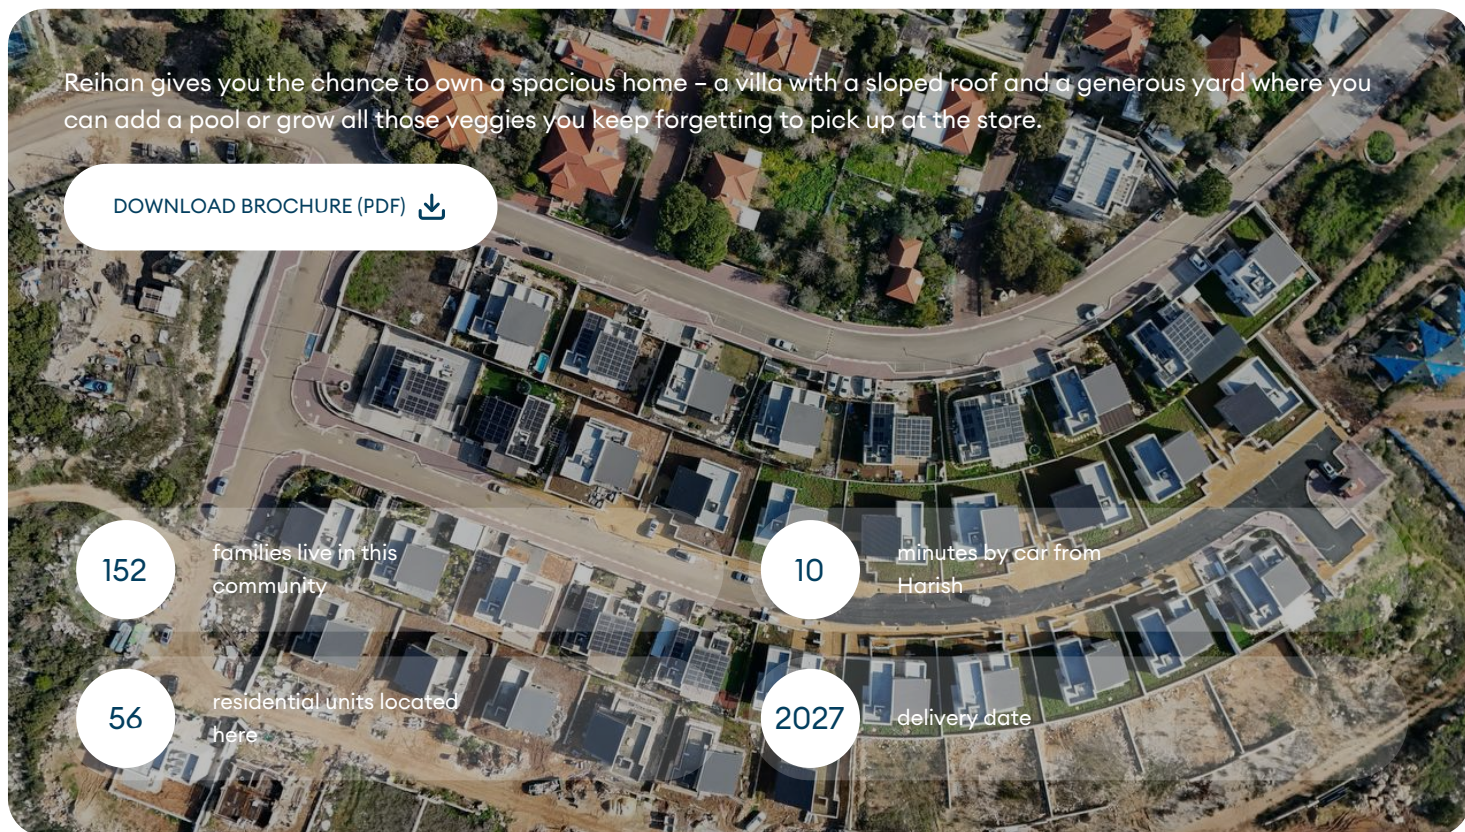 Reihan gives you the chance to own a spacious home – a villa with a sloped roof and a generous yard where you
can add a pool or grow all those veggies you keep forgetting to pick up at the store.
DOWNLOAD BROCHURE (PDF)
152
families live in this
community
10
minutes by car from
Harish
56
residential units located
here
2027
delivery date